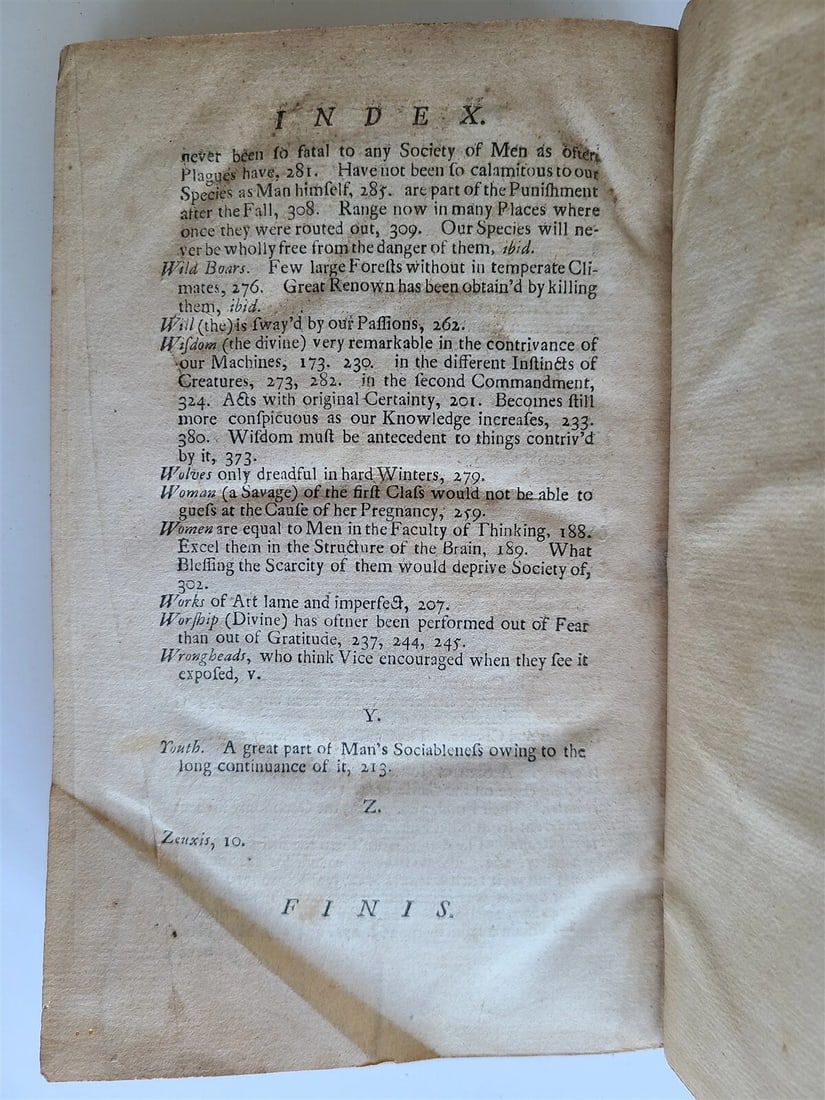 INDEX.
never been ſo fatal to any Society of Men as often
Plagues have, 281. Have not been ſo calamitous to our
Species as Man himſelf, 285. are part of the Puniſhment
after the Fall, 308. Range now in many Places where
once they were routed out, 309. Our Species will ne-
ver be wholly free from the danger of them, ibid.
Wild Boars. Few large Foreſts without in temperate Cli-
mates, 276. Great Renown has been obtain'd by killing
them, ibid.
Will (the) is ſway'd by our Paſſions, 262.
Wiſdom (the divine) very remarkable in the contrivance of
our Machines, 173. 230. in the different Inſtincts of
Creatures, 273, 282. in the ſecond Commandment,
324. Acts with original Certainty, 201. Becomes ſtill
more conſpicuous as our Knowledge increaſes, 233.
380. Wiſdom muſt be antecedent to things contriv'd
by it, 373.
Wolves only dreadful in hard Winters, 279.
Woman (a Savage) of the firſt Claſs would not be able to
gueſs at the Cauſe of her Pregnancy, 259.
Women are equal to Men in the Faculty of Thinking, 188.
Excel them in the Structure of the Brain, 189. What
Bleſſing the Scarcity of them would deprive Society of,
302.
Works of Art lame and imperfect, 207.
Worſhip (Divine) has oftner been performed out of Fear
than out of Gratitude, 237, 244, 245.
Wrongheads, who think Vice encouraged when they ſee it
expoſed, v.
Y.
Youth. A great part of Man's Sociableneſs owing to the
long continuance of it, 213.
Z.
Zeuxis, 10.
FINIS.